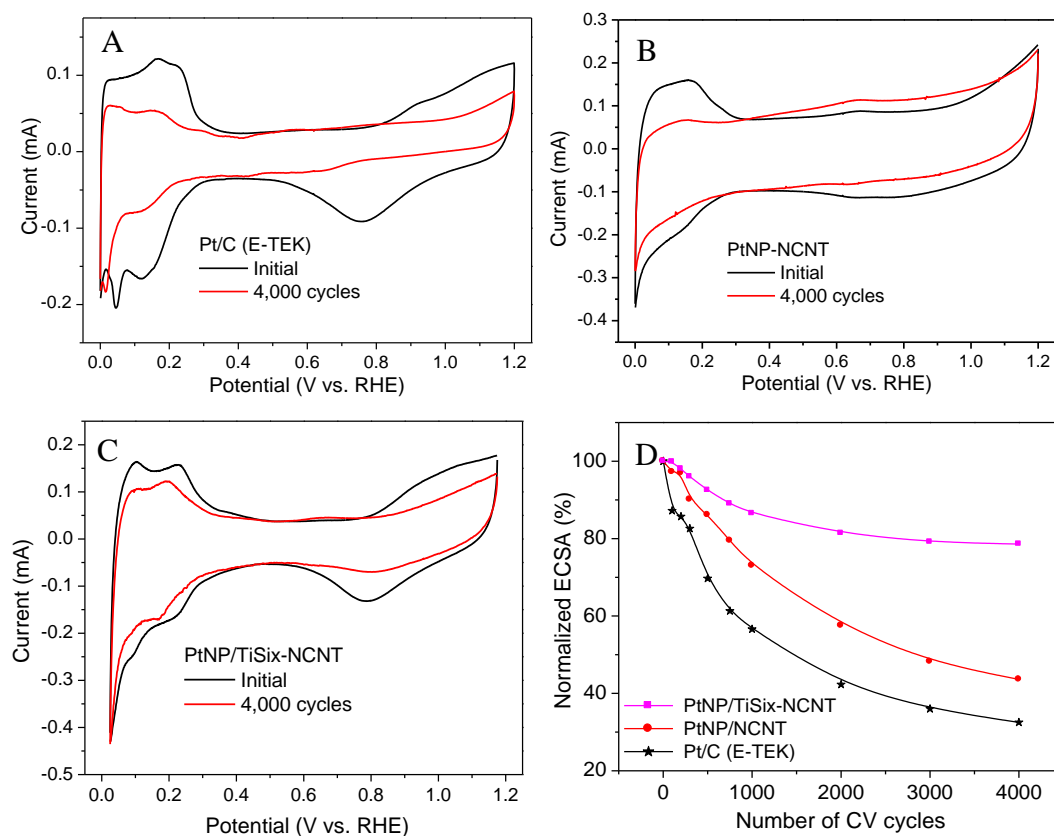 A
0.1
0.0
-0.1
-0.2
Current (mA)
Pt/C (E-TEK)
Initial
4,000 cycles
0.0 0.2 0.4 0.6 0.8 1.0 1.2
Potential (V vs. RHE)
B
0.3
0.2
0.1
0.0
-0.1
-0.2
-0.3
-0.4
Current (mA)
PtNP-NCNT
Initial
4,000 cycles
0.0 0.2 0.4 0.6 0.8 1.0 1.2
Potential (V vs. RHE)
C
0.2
0.1
0.0
-0.1
-0.2
-0.3
-0.4
-0.5
Current (mA)
PtNP/TiSix-NCNT
Initial
4,000 cycles
0.0 0.2 0.4 0.6 0.8 1.0 1.2
Potential (V vs. RHE)
D
100
80
60
40
20
Normalized ECSA (%)
PtNP/TiSix-NCNT
PtNP/NCNT
Pt/C (E-TEK)
0 1000 2000 3000 4000
Number of CV cycles